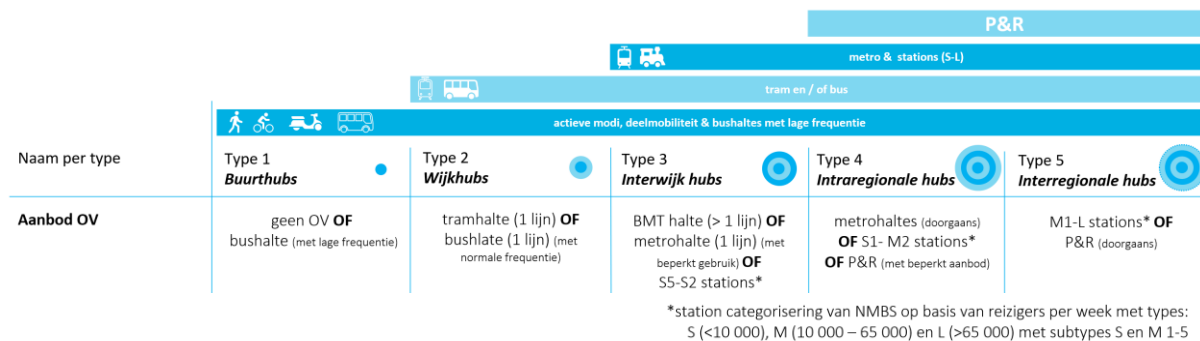 P&R
metro & stations (S-L)
tram en / of bus
actieve modi, deelmobiliteit & bushaltes met lage frequentie
Naam per type
Type 1
Buurthubs
Type 2
Wijkhubs
Type 3
Interwijk hubs
Type 4
Intraregionale hubs
Type 5
Interregionale hubs
Aanbod OV
geen OV OF
bushalte (met lage frequentie)
tramhalte (1 lijn) OF
bushlate (1 lijn) (met
normale frequentie)
BMT halte (> 1 lijn) OF
metrohalte (1 lijn) (met
beperkt gebruik) OF
S5-S2 stations*
metrohaltes (doorgaans)
OF S1- M2 stations*
OF P&R (met beperkt aanbod)
M1-L stations* OF
P&R (doorgaans)
*station categorisering van NMBS op basis van reizigers per week met types:
S (<10 000), M (10 000 – 65 000) en L (>65 000) met subtypes S en M 1-5